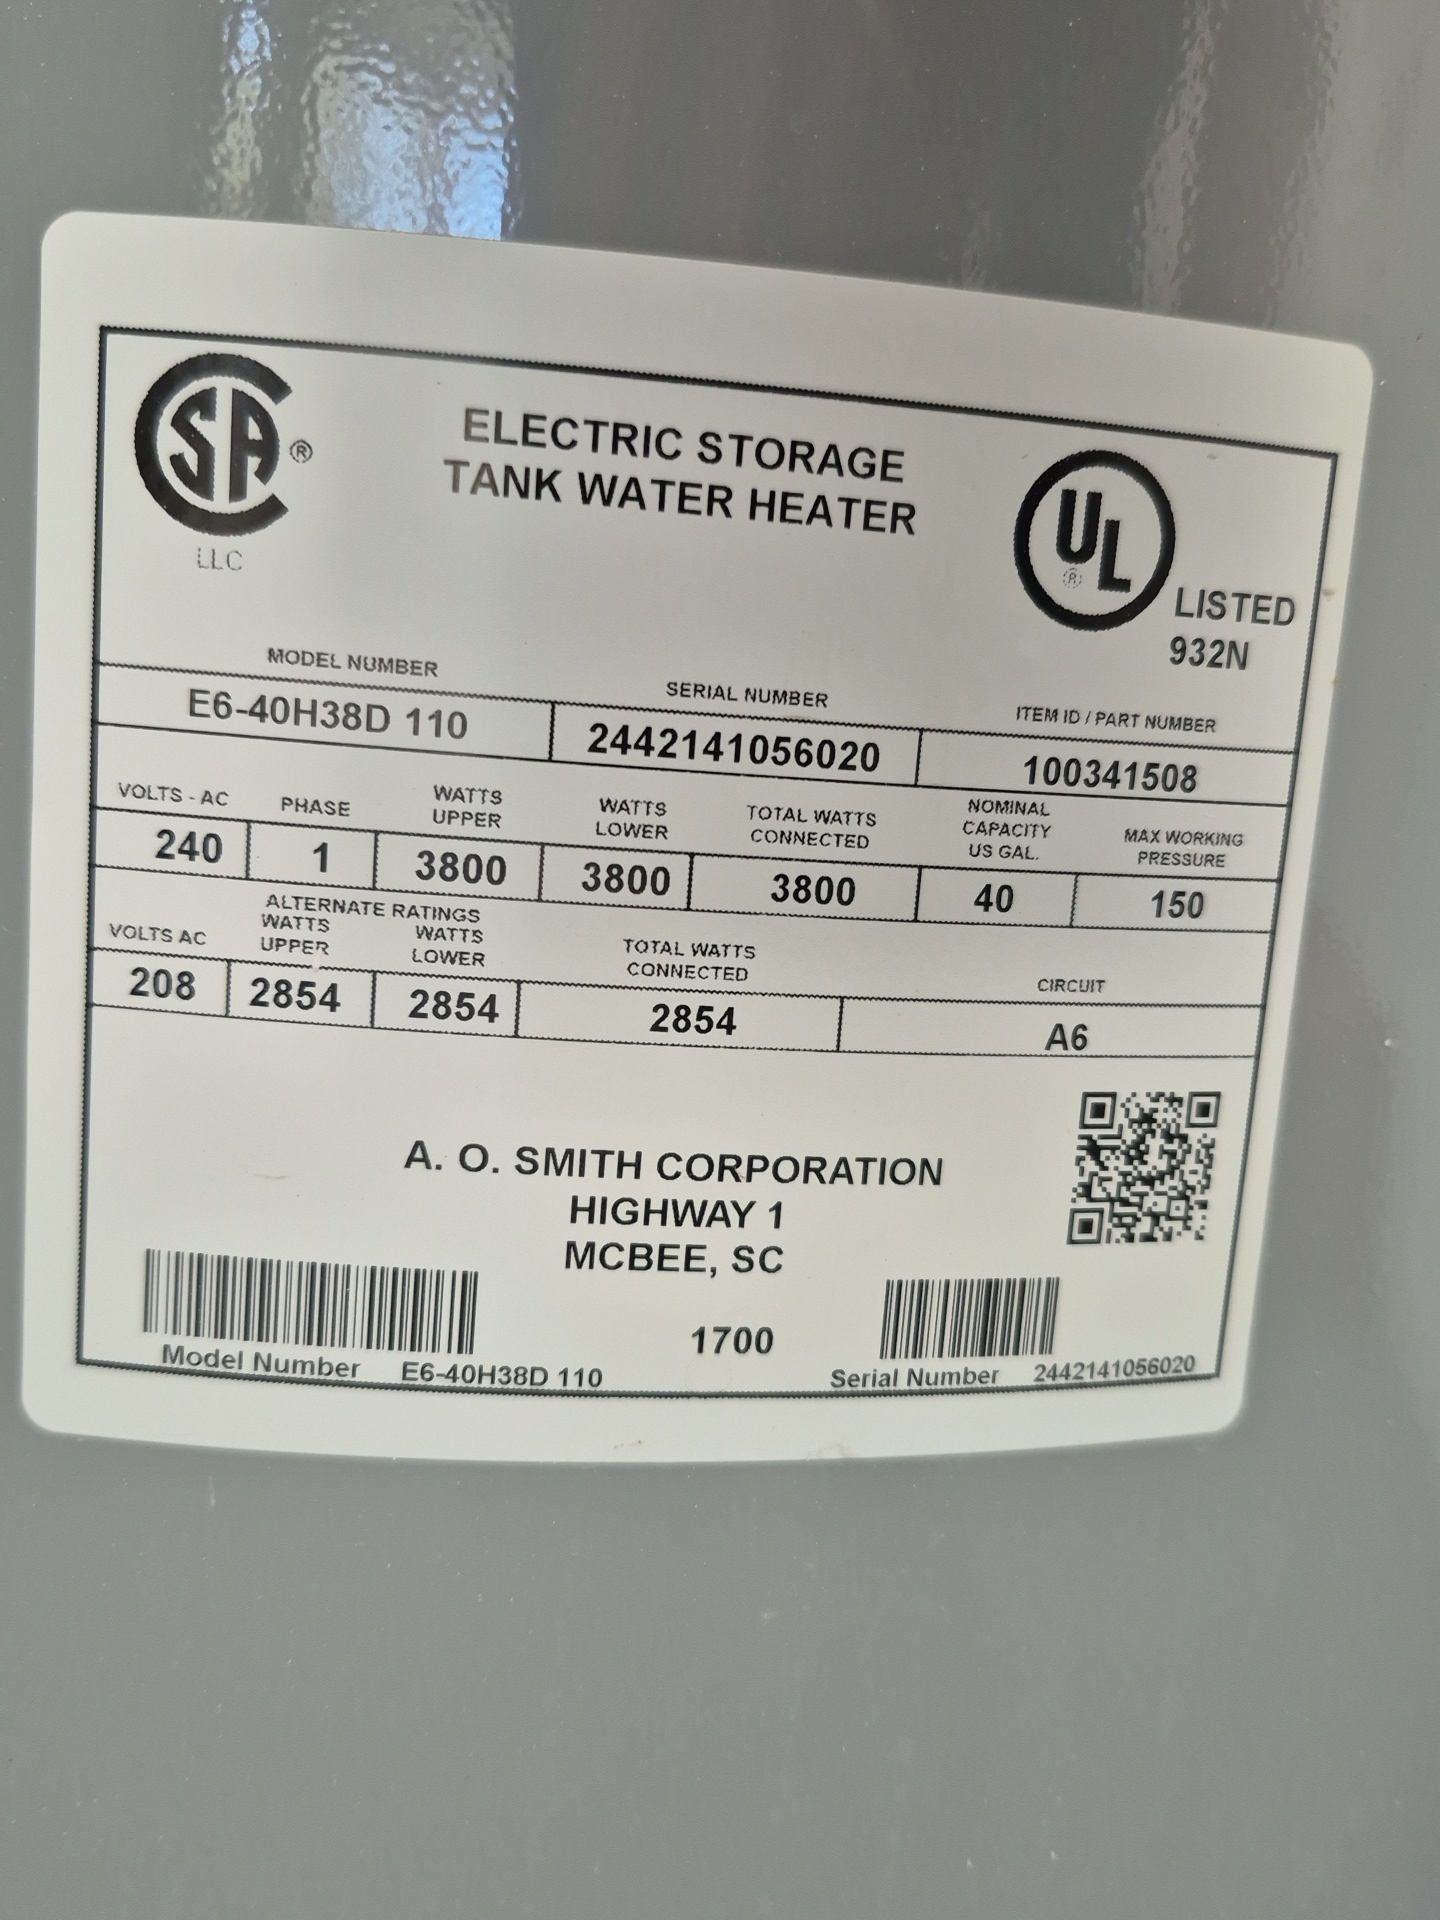 CSA ®
LLC
ELECTRIC STORAGE
TANK WATER HEATER
UL ®
LISTED
932N
MODEL NUMBER SERIAL NUMBER ITEM ID / PART NUMBER
E6-40H38D 110 2442141056020 100341508
VOLTS - AC PHASE WATTS UPPER WATTS LOWER TOTAL WATTS CONNECTED NOMINAL CAPACITY US GAL. MAX WORKING PRESSURE
240 1 3800 3800 3800 40 150
ALTERNATE RATINGS
VOLTS AC WATTS UPPER WATTS LOWER TOTAL WATTS CONNECTED CIRCUIT
208 2854 2854 2854 A6
A. O. SMITH CORPORATION
HIGHWAY 1
MCBEE, SC
1700
Model Number E6-40H38D 110
Serial Number 2442141056020